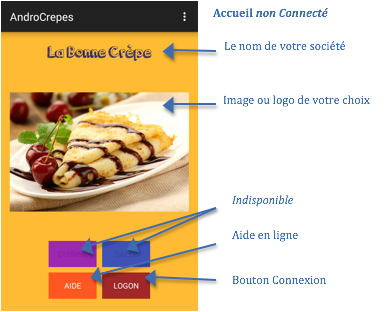 AndroCrepes
Accueil non Connecté
La Bonne Crèpe
Le nom de votre société
Image ou logo de votre choix
Indisponible
Aide en ligne
AIDE
LOGON
Bouton Connexion